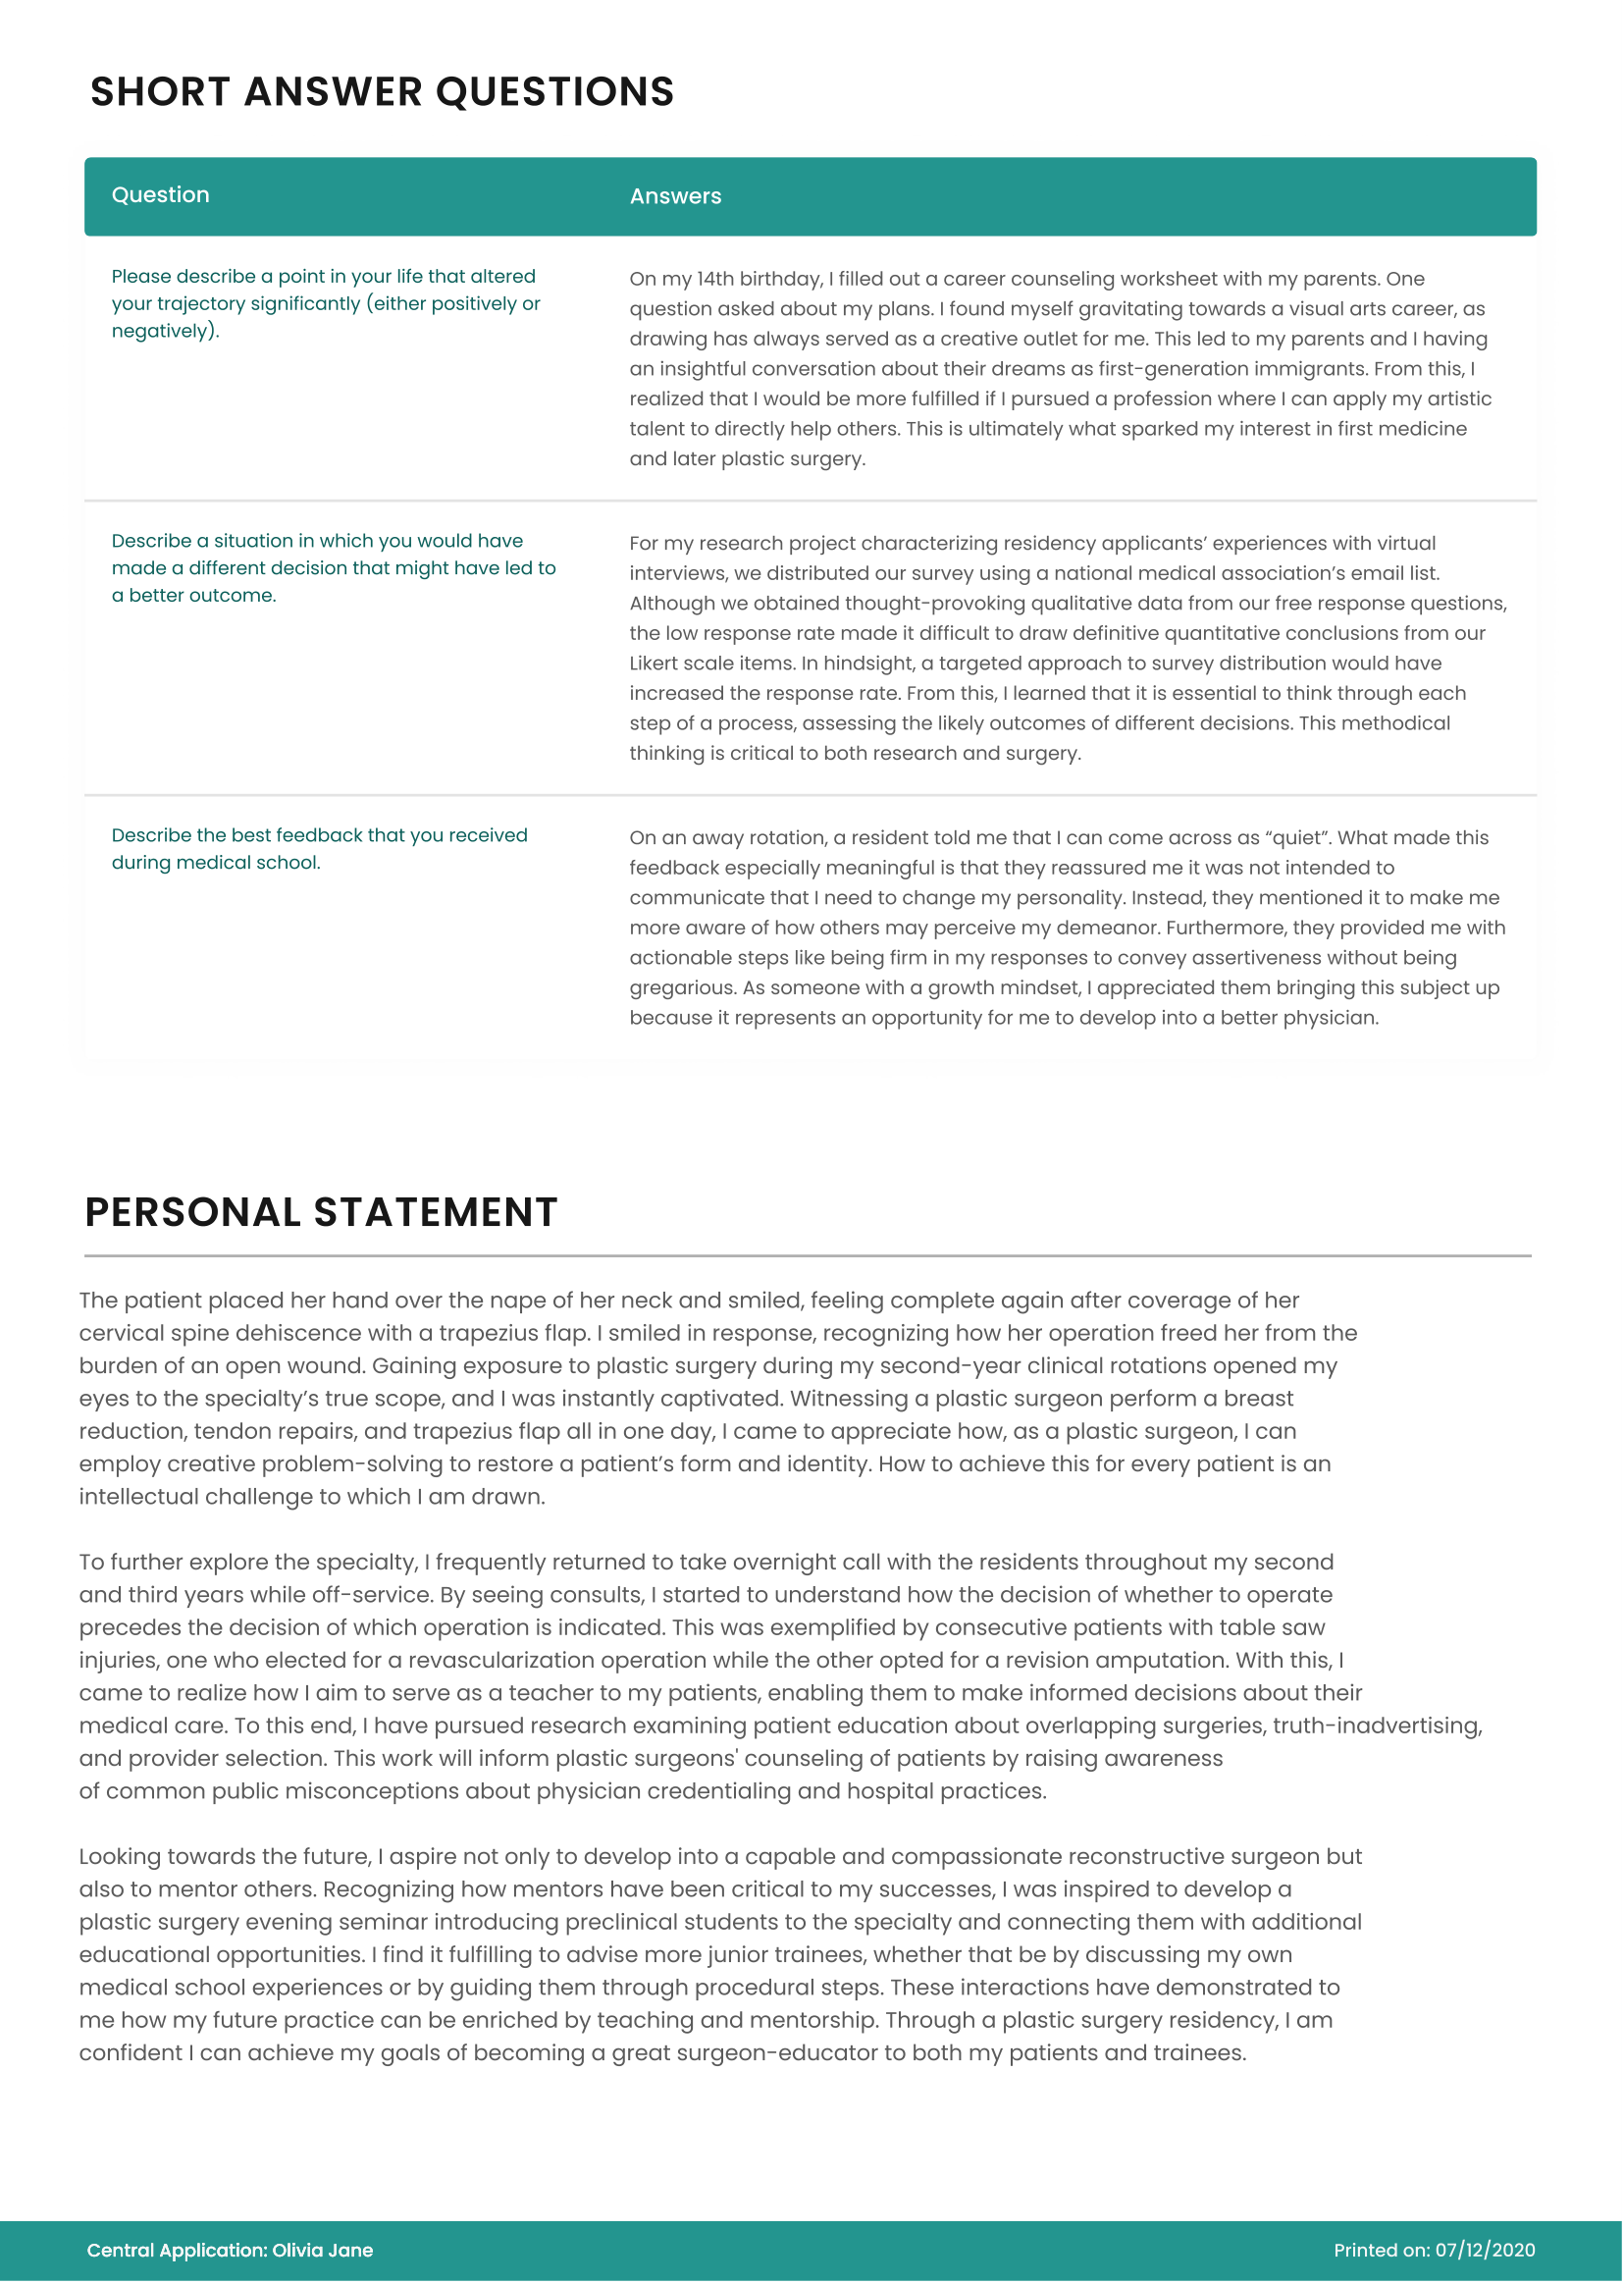 SHORT ANSWER QUESTIONS
Question
Answers
Please describe a point in your life that altered
your trajectory significantly (either positively or
negatively).
On my 14th birthday, I filled out a career counseling worksheet with my parents. One
question asked about my plans. I found myself gravitating towards a visual arts career, as
drawing has always served as a creative outlet for me. This led to my parents and I having
an insightful conversation about their dreams as first-generation immigrants. From this, I
realized that I would be more fulfilled if I pursued a profession where I can apply my artistic
talent to directly help others. This is ultimately what sparked my interest in first medicine
and later plastic surgery.
Describe a situation in which you would have
made a different decision that might have led to
a better outcome.
For my research project characterizing residency applicants’ experiences with virtual
interviews, we distributed our survey using a national medical association’s email list.
Although we obtained thought-provoking qualitative data from our free response questions,
the low response rate made it difficult to draw definitive quantitative conclusions from our
Likert scale items. In hindsight, a targeted approach to survey distribution would have
increased the response rate. From this, I learned that it is essential to think through each
step of a process, assessing the likely outcomes of different decisions. This methodical
thinking is critical to both research and surgery.
Describe the best feedback that you received
during medical school.
On an away rotation, a resident told me that I can come across as “quiet”. What made this
feedback especially meaningful is that they reassured me it was not intended to
communicate that I need to change my personality. Instead, they mentioned it to make me
more aware of how others may perceive my demeanor. Furthermore, they provided me with
actionable steps like being firm in my responses to convey assertiveness without being
gregarious. As someone with a growth mindset, I appreciated them bringing this subject up
because it represents an opportunity for me to develop into a better physician.
PERSONAL STATEMENT
The patient placed her hand over the nape of her neck and smiled, feeling complete again after coverage of her
cervical spine dehiscence with a trapezius flap. I smiled in response, recognizing how her operation freed her from the
burden of an open wound. Gaining exposure to plastic surgery during my second-year clinical rotations opened my
eyes to the specialty’s true scope, and I was instantly captivated. Witnessing a plastic surgeon perform a breast
reduction, tendon repairs, and trapezius flap all in one day, I came to appreciate how, as a plastic surgeon, I can
employ creative problem-solving to restore a patient’s form and identity. How to achieve this for every patient is an
intellectual challenge to which I am drawn.
To further explore the specialty, I frequently returned to take overnight call with the residents throughout my second
and third years while off-service. By seeing consults, I started to understand how the decision of whether to operate
precedes the decision of which operation is indicated. This was exemplified by consecutive patients with table saw
injuries, one who elected for a revascularization operation while the other opted for a revision amputation. With this, I
came to realize how I aim to serve as a teacher to my patients, enabling them to make informed decisions about their
medical care. To this end, I have pursued research examining patient education about overlapping surgeries, truth-inadvertising,
and provider selection. This work will inform plastic surgeons' counseling of patients by raising awareness
of common public misconceptions about physician credentialing and hospital practices.
Looking towards the future, I aspire not only to develop into a capable and compassionate reconstructive surgeon but
also to mentor others. Recognizing how mentors have been critical to my successes, I was inspired to develop a
plastic surgery evening seminar introducing preclinical students to the specialty and connecting them with additional
educational opportunities. I find it fulfilling to advise more junior trainees, whether that be by discussing my own
medical school experiences or by guiding them through procedural steps. These interactions have demonstrated to
me how my future practice can be enriched by teaching and mentorship. Through a plastic surgery residency, I am
confident I can achieve my goals of becoming a great surgeon-educator to both my patients and trainees.
Central Application: Olivia Jane
Printed on: 07/12/2020